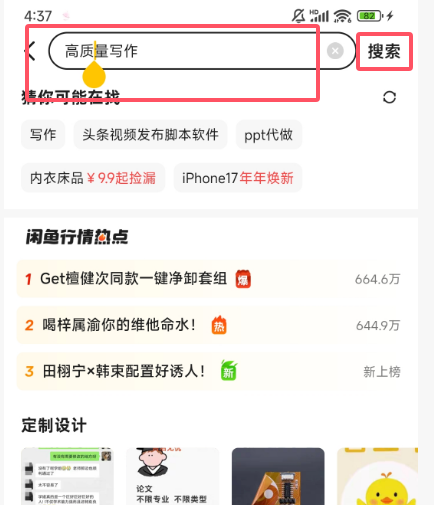 4:37
HD
82
高质量写作
搜索
猜你可能在找
写作
头条视频发布脚本软件
ppt代做
内衣床品¥9.9起捡漏
iPhone17年年焕新
闲鱼行情热点
1 Get檀健次同款一键净卸套组 爆 664.6万
2 喝梓属渝你的维他命水! 热 644.9万
3 田栩宁×韩束配置好诱人! 新 新上榜
定制设计
论文
不限专业 不限类型